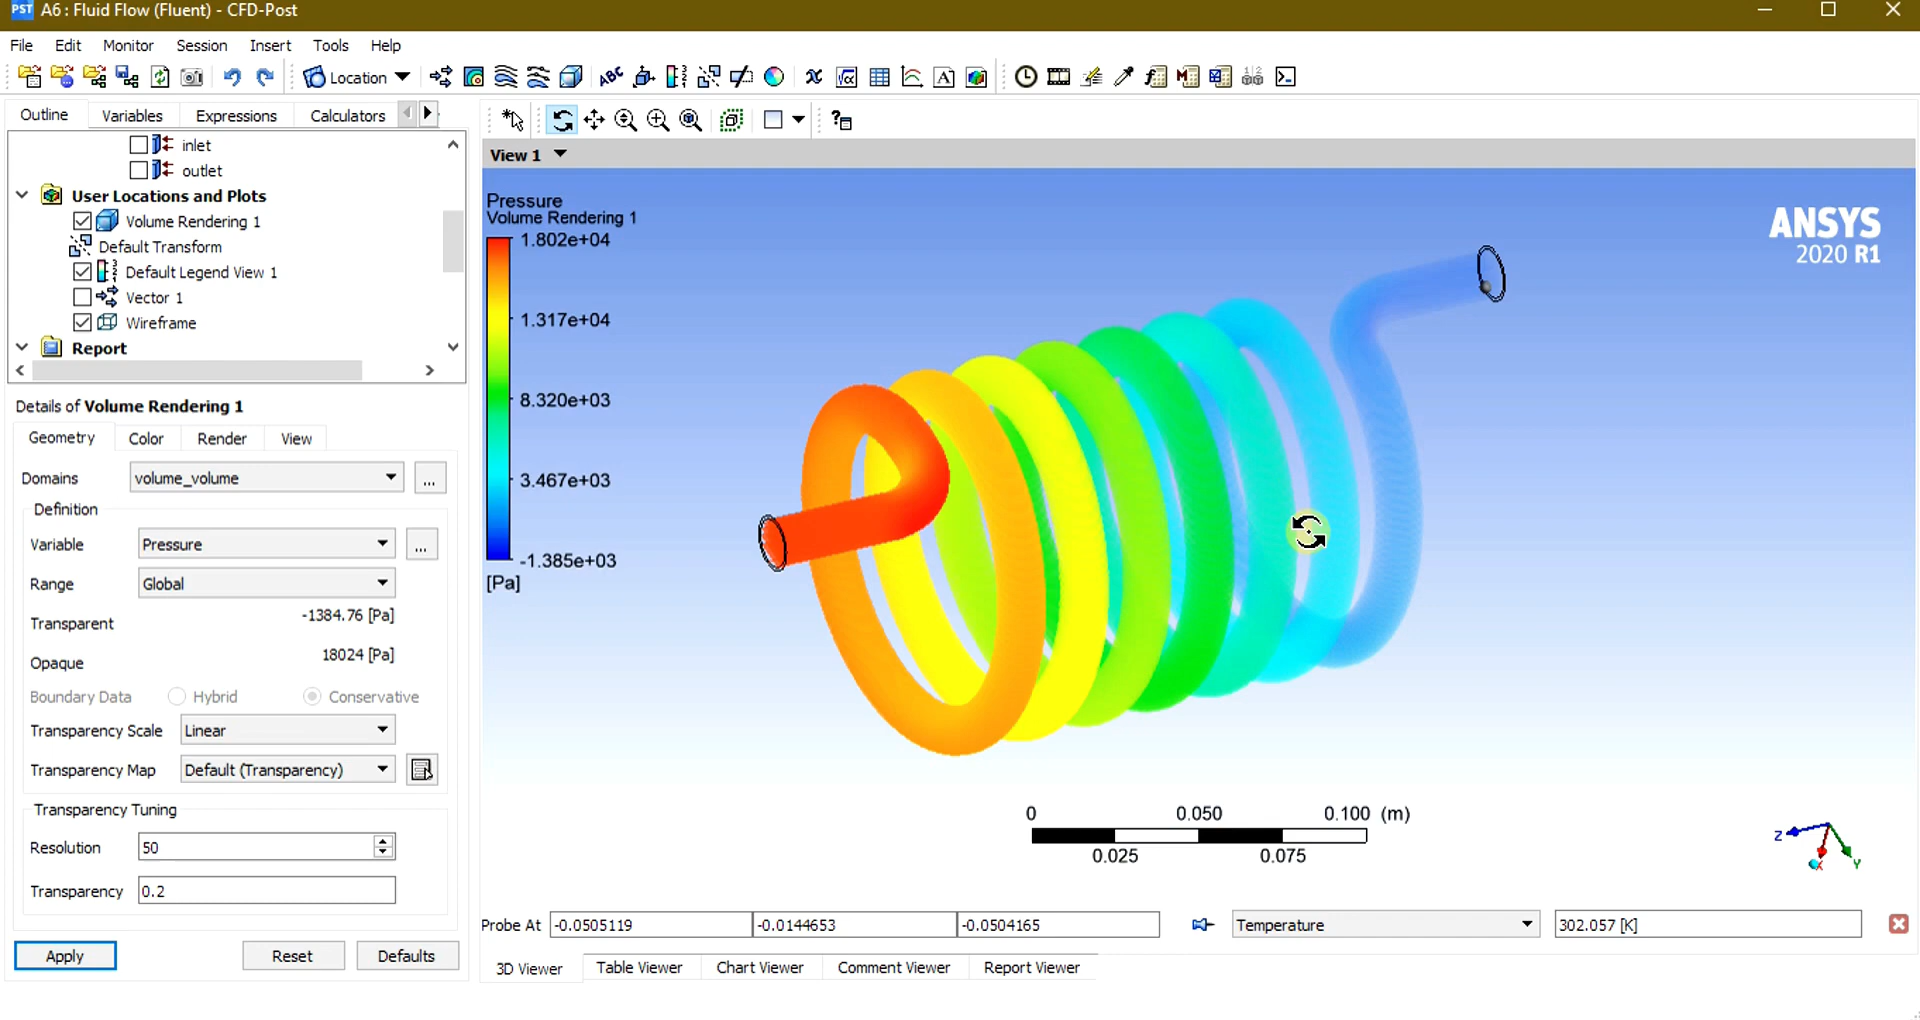 PST A6 : Fluid Flow (Fluent) - CFD-Post
File Edit Monitor Session Insert Tools Help
Location ABC
Outline Variables Expressions Calculators
inlet
outlet
User Locations and Plots
Volume Rendering 1
Default Transform
Default Legend View 1
Vector 1
Wireframe
Report
Details of Volume Rendering 1
Geometry Color Render View
Domains volume_volume ...
Definition
Variable Pressure ...
Range Global
Transparent -1384.76 [Pa]
Opaque 18024 [Pa]
Boundary Data Hybrid Conservative
Transparency Scale Linear
Transparency Map Default (Transparency)
Transparency Tuning
Resolution 50
Transparency 0.2
Apply Reset Defaults
View 1
Pressure
Volume Rendering 1
1.802e+04
1.317e+04
8.320e+03
3.467e+03
-1.385e+03
[Pa]
ANSYS
2020 R1
0 0.050 0.100 (m)
0.025 0.075
Z X Y
Probe At -0.0505119 -0.0144653 -0.0504165 Temperature 302.057 [K]
3D Viewer Table Viewer Chart Viewer Comment Viewer Report Viewer